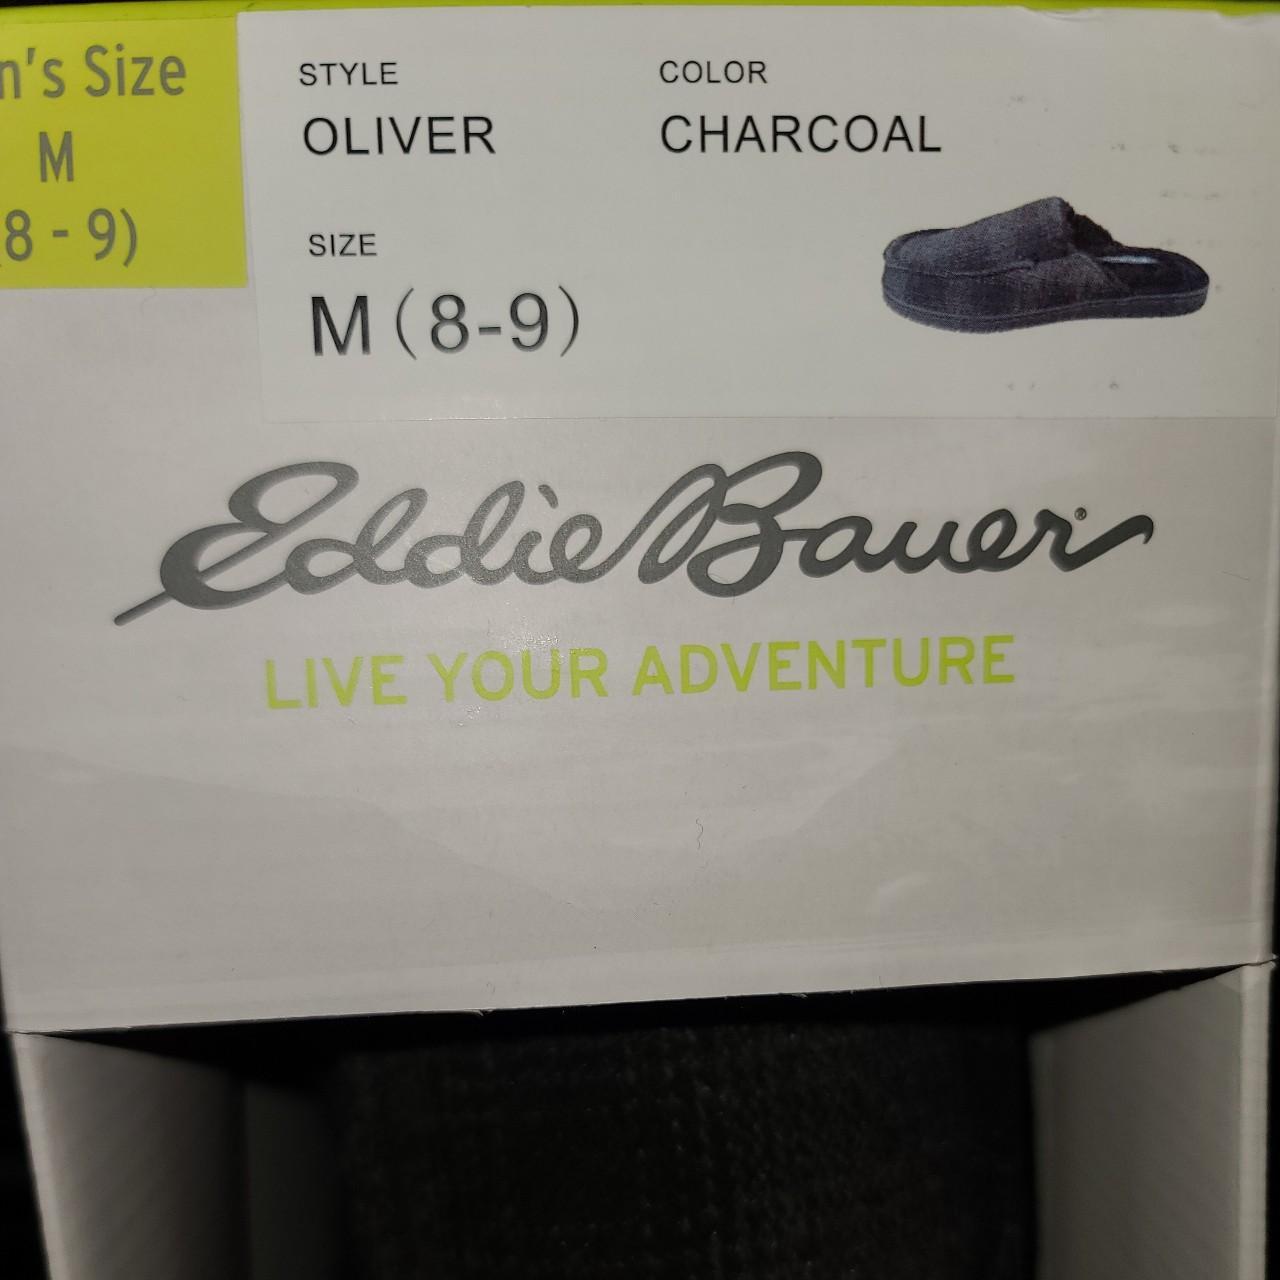 n's Size
M
(8 - 9)
STYLE
OLIVER
COLOR
CHARCOAL
SIZE
M (8-9)
Eddie Bauer®
LIVE YOUR ADVENTURE